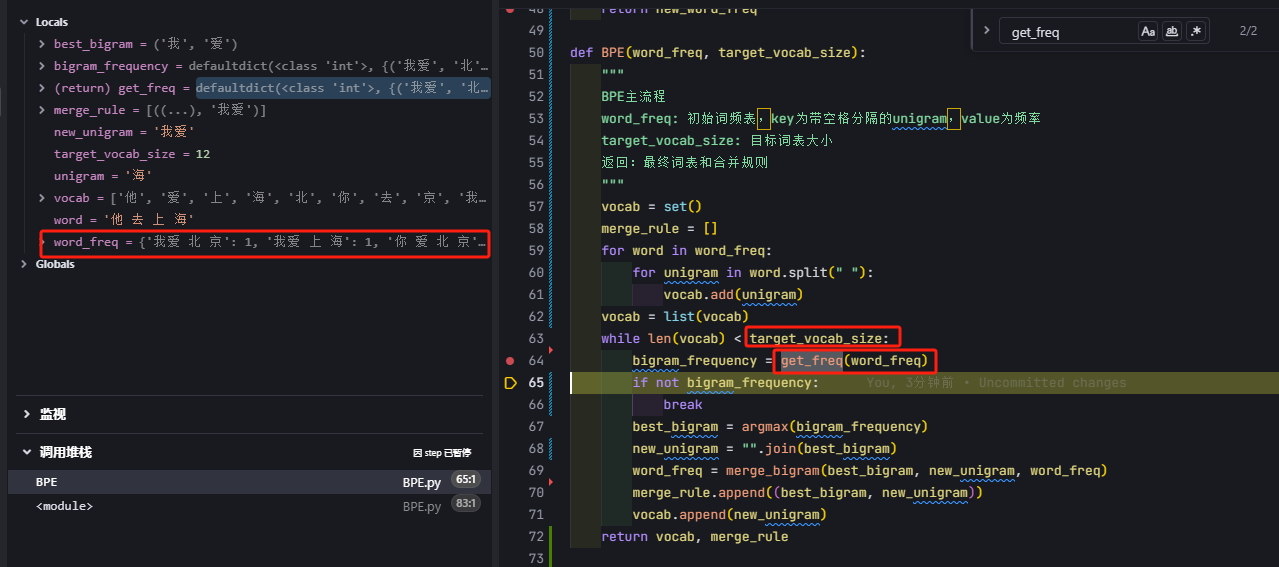 Locals
best_bigram = ('我', '爱')
bigram_frequency = defaultdict(<class 'int'>, {('我爱', '北'…
(return) get_freq = defaultdict(<class 'int'>, {('我爱', '北…
merge_rule = [((...), '我爱')]
new_unigram = '我爱'
target_vocab_size = 12
unigram = '海'
vocab = ['他', '爱', '上', '海', '北', '你', '去', '京', '我…
word = '他 去 上 海'
word_freq = {'我爱 北 京': 1, '我爱 上 海': 1, '你 爱 北 京'…
Globals
监视
调用堆栈
因 step 已暂停
BPE BPE.py 65:1
<module> BPE.py 83:1
get_freq Aa ab .* 2/2
48 return new_word_freq
49
50 def BPE(word_freq, target_vocab_size):
51 """
52 BPE主流程
53 word_freq: 初始词频表，key为带空格分隔的unigram，value为频率
54 target_vocab_size: 目标词表大小
55 返回: 最终词表和合并规则
56 """
57 vocab = set()
58 merge_rule = []
59 for word in word_freq:
60 for unigram in word.split(" "):
61 vocab.add(unigram)
62 vocab = list(vocab)
63 while len(vocab) < target_vocab_size:
64 bigram_frequency = get_freq(word_freq)
65 if not bigram_frequency: You, 3分钟前 • Uncommitted changes
66 break
67 best_bigram = argmax(bigram_frequency)
68 new_unigram = "".join(best_bigram)
69 word_freq = merge_bigram(best_bigram, new_unigram, word_freq)
70 merge_rule.append((best_bigram, new_unigram))
71 vocab.append(new_unigram)
72 return vocab, merge_rule
73